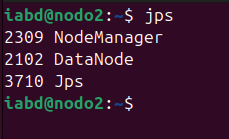 iabd@nodo2:~$ jps
2309 NodeManager
2102 DataNode
3710 Jps
iabd@nodo2:~$